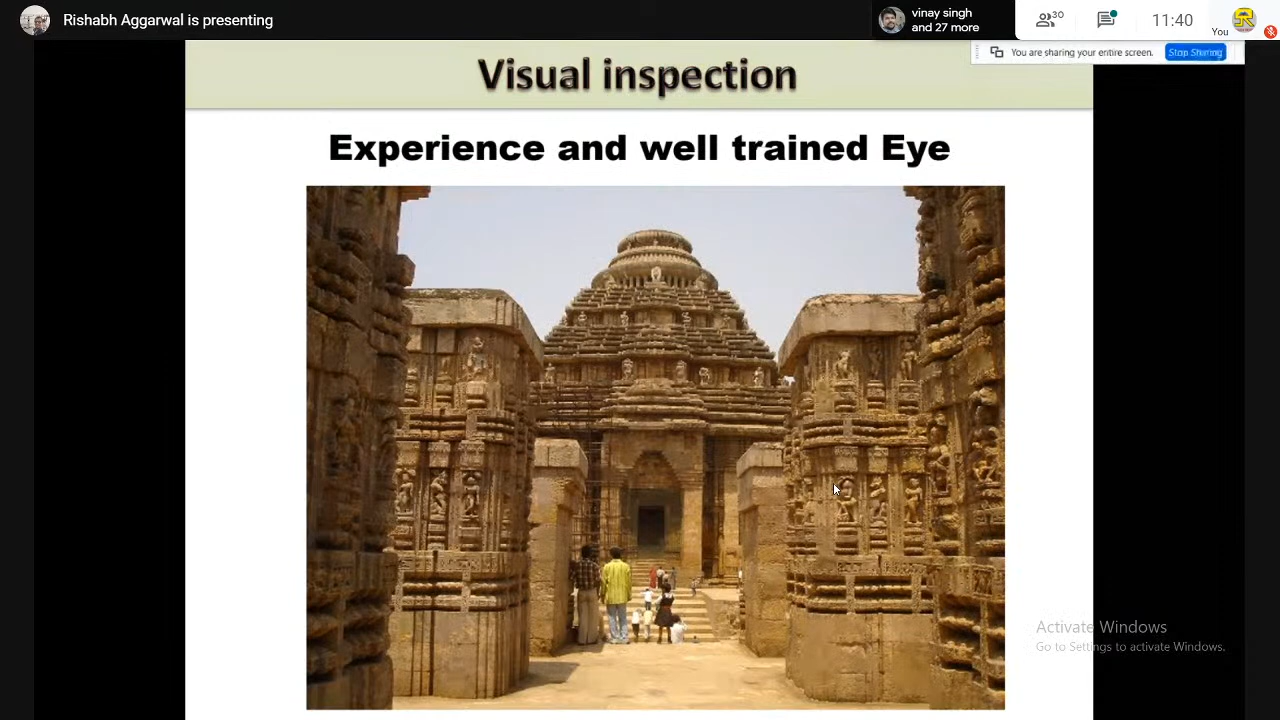 Rishabh Aggarwal is presenting
vinay singh
and 27 more
30
11:40
You
You are sharing your entire screen.
Stop Sharing
Visual inspection
Experience and well trained Eye
Activate Windows
Go to Settings to activate Windows.